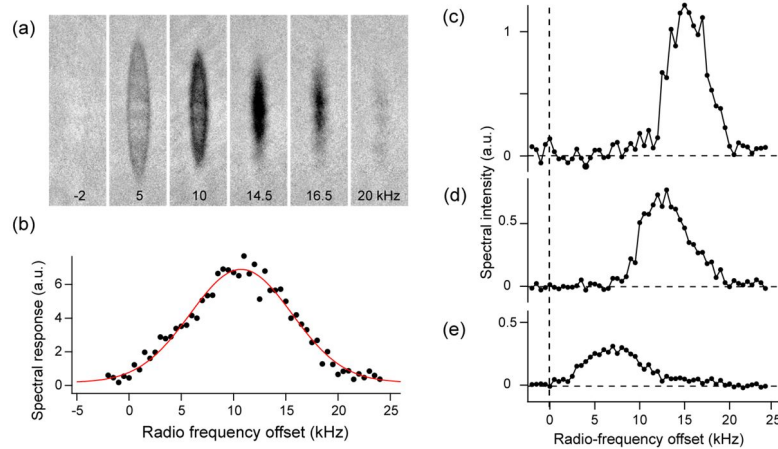 (a)
-2 5 10 14.5 16.5 20 kHz
(b)
Spectral response (a.u.)
6
4
2
0
-5 0 5 10 15 20 25
Radio frequency offset (kHz)
(c)
1
0
(d)
0.5
0
(e)
0.5
0
Spectral intensity (a.u.)
0 5 10 15 20 25
Radio-frequency offset (kHz)